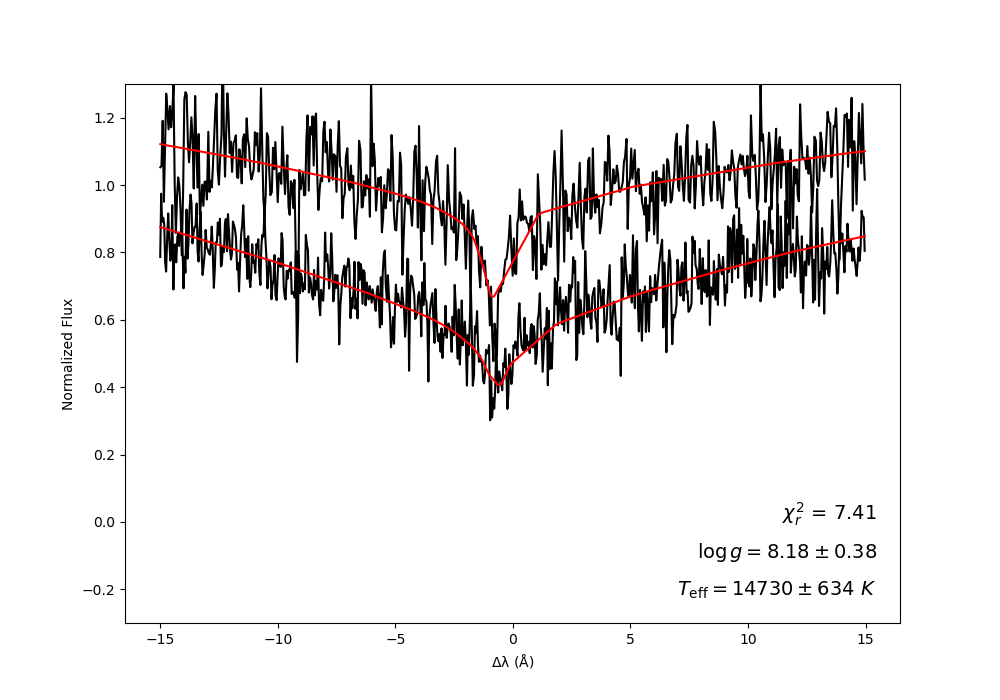 1.2
1.0
0.8
0.6
0.4
0.2
0.0
−0.2
Normalized Flux
χ²ᵣ = 7.41
log g = 8.18 ± 0.38
T_eff = 14730 ± 634 K
−15 −10 −5 0 5 10 15
Δλ (Å)